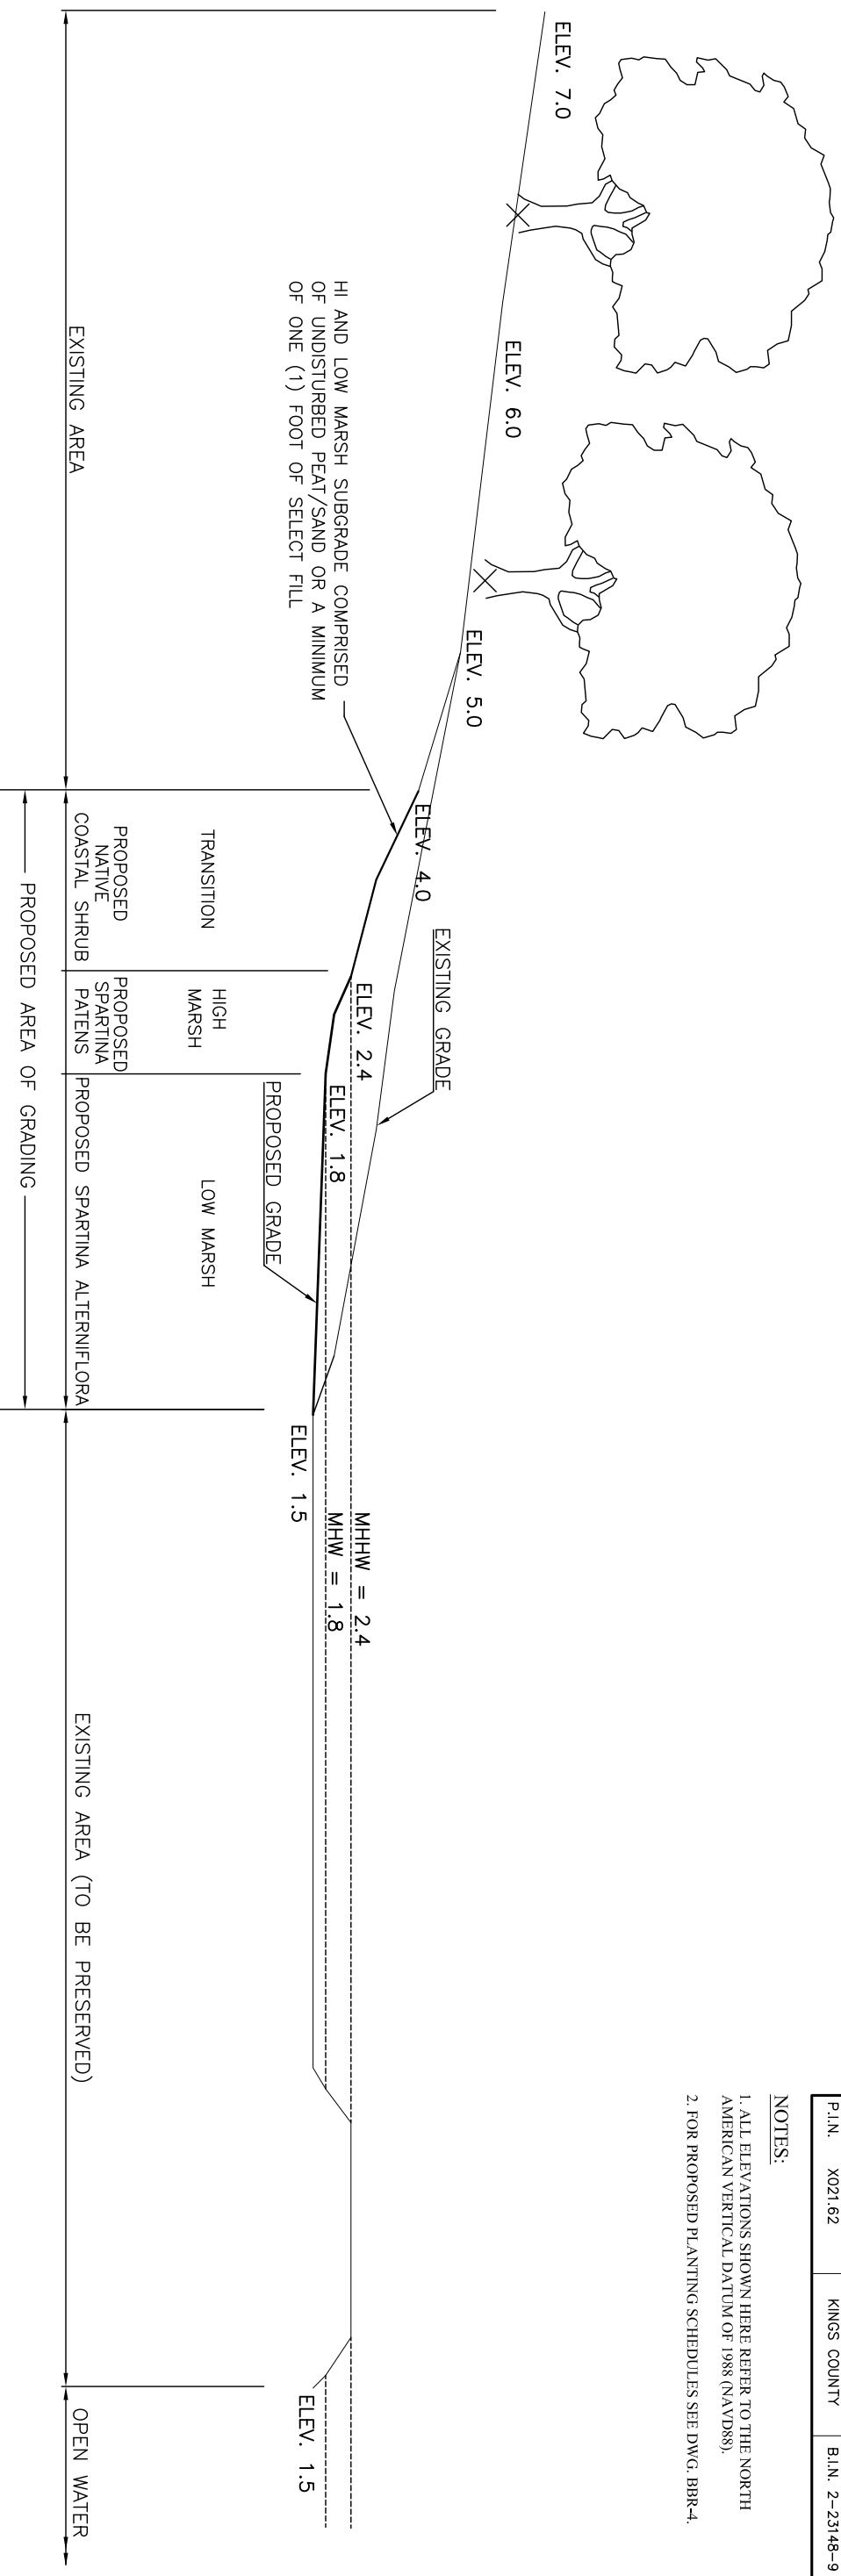 P.I.N. X021.62 KINGS COUNTY B.I.N. 2-23148-9
NOTES:
1. ALL ELEVATIONS SHOWN HERE REFER TO THE NORTH
AMERICAN VERTICAL DATUM OF 1988 (NAVD88).
2. FOR PROPOSED PLANTING SCHEDULES SEE DWG. BBR-4.
ELEV. 7.0
ELEV. 6.0
ELEV. 5.0
ELEV. 4.0
EXISTING GRADE
ELEV. 2.4
ELEV. 1.8
MHHW = 2.4
MHW = 1.8
ELEV. 1.5
ELEV. 1.5
HI AND LOW MARSH SUBGRADE COMPRISED
OF UNDISTURBED PEAT/SAND OR A MINIMUM
OF ONE (1) FOOT OF SELECT FILL
PROPOSED GRADE
TRANSITION
HIGH
MARSH
LOW MARSH
EXISTING AREA
PROPOSED
NATIVE
COASTAL SHRUB
PROPOSED
SPARTINA
PATENS
PROPOSED SPARTINA ALTERNIFLORA
EXISTING AREA (TO BE PRESERVED)
OPEN WATER
PROPOSED AREA OF GRADING